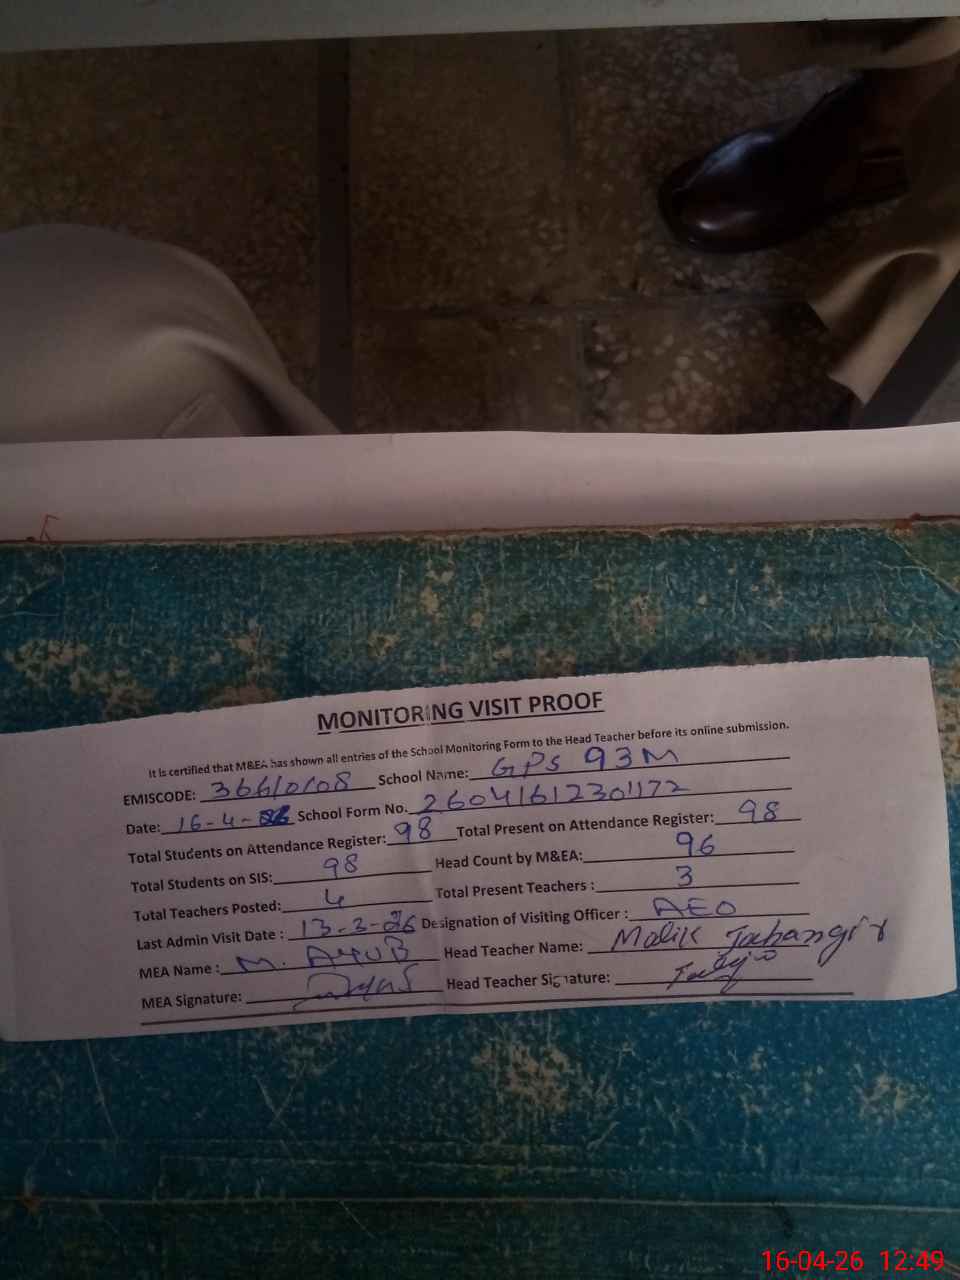 MONITORING VISIT PROOF
It is certified that M&EA has shown all entries of the School Monitoring Form to the Head Teacher before its online submission.
EMISCODE: 36610108 School Name: GPS 93M
Date: 16-4-26 School Form No. 26041612301172
Total Students on Attendance Register: 98 Total Present on Attendance Register: 98
Total Students on SIS: 98 Head Count by M&EA: 96
Total Teachers Posted: 4 Total Present Teachers : 3
Last Admin Visit Date : 13-3-26 Designation of Visiting Officer : AEO
MEA Name : M. AYUB Head Teacher Name: Malik Jahangir
MEA Signature: Head Teacher Signature:
16-04-26 12:49